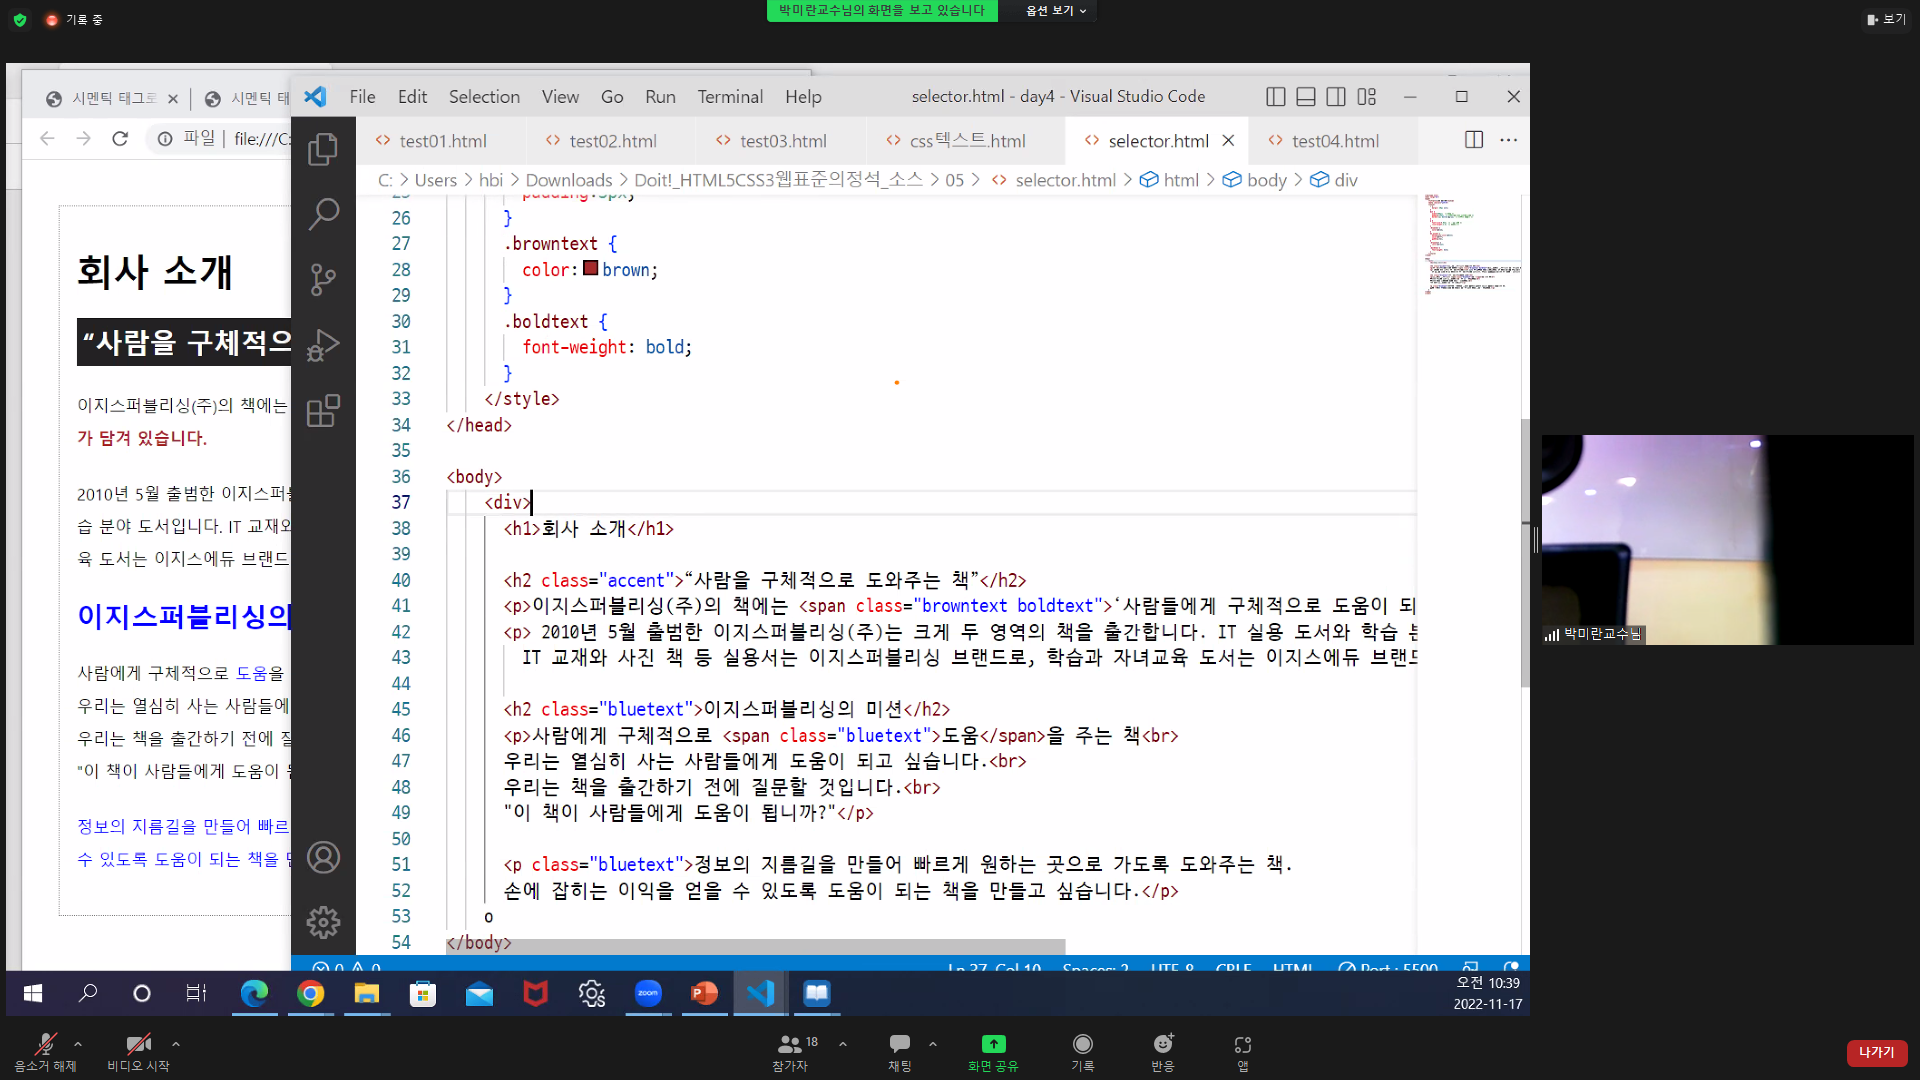 기록 중
박미란교수님의 화면을 보고 있습니다
옵션 보기
보기
시멘틱 태그로
시멘틱 태
파일
file:///C:
회사 소개
“사람을 구체적으
이지스퍼블리싱(주)의 책에는
가 담겨 있습니다.
2010년 5월 출범한 이지스퍼
습 분야 도서입니다. IT 교재와
육 도서는 이지스에듀 브랜드
이지스퍼블리싱의
사람에게 구체적으로 도움을
우리는 열심히 사는 사람들에
우리는 책을 출간하기 전에 질
"이 책이 사람들에게 도움이
정보의 지름길을 만들어 빠르
수 있도록 도움이 되는 책을
File Edit Selection View Go Run Terminal Help
selector.html - day4 - Visual Studio Code
test01.html
test02.html
test03.html
css텍스트.html
selector.html
test04.html
C: > Users > hbi > Downloads > Doit!_HTML5CSS3웹표준의정석_소스 > 05 > selector.html > html > body > div
25 padding:5px;
26 }
27 .browntext {
28 color: brown;
29 }
30 .boldtext {
31 font-weight: bold;
32 }
33 </style>
34 </head>
35
36 <body>
37 <div>
38 <h1>회사 소개</h1>
39
40 <h2 class="accent">“사람을 구체적으로 도와주는 책”</h2>
41 <p>이지스퍼블리싱(주)의 책에는 <span class="browntext boldtext">‘사람들에게 구체적으로 도움이 되
42 <p> 2010년 5월 출범한 이지스퍼블리싱(주)는 크게 두 영역의 책을 출간합니다. IT 실용 도서와 학습
43 IT 교재와 사진 책 등 실용서는 이지스퍼블리싱 브랜드로, 학습과 자녀교육 도서는 이지스에듀 브랜드
44
45 <h2 class="bluetext">이지스퍼블리싱의 미션</h2>
46 <p>사람에게 구체적으로 <span class="bluetext">도움</span>을 주는 책<br>
47 우리는 열심히 사는 사람들에게 도움이 되고 싶습니다.<br>
48 우리는 책을 출간하기 전에 질문할 것입니다.<br>
49 "이 책이 사람들에게 도움이 됩니까?"</p>
50
51 <p class="bluetext">정보의 지름길을 만들어 빠르게 원하는 곳으로 가도록 도와주는 책.
52 손에 잡히는 이익을 얻을 수 있도록 도움이 되는 책을 만들고 싶습니다.</p>
53 o
54 </body>
0 0
Ln 37, Col 10 Spaces: 2 UTF-8 CRLF HTML Port : 5500
박미란교수님
zoom
오전 10:39
2022-11-17
음소거 해제
비디오 시작
18
참가자
채팅
화면 공유
기록
반응
앱
나가기